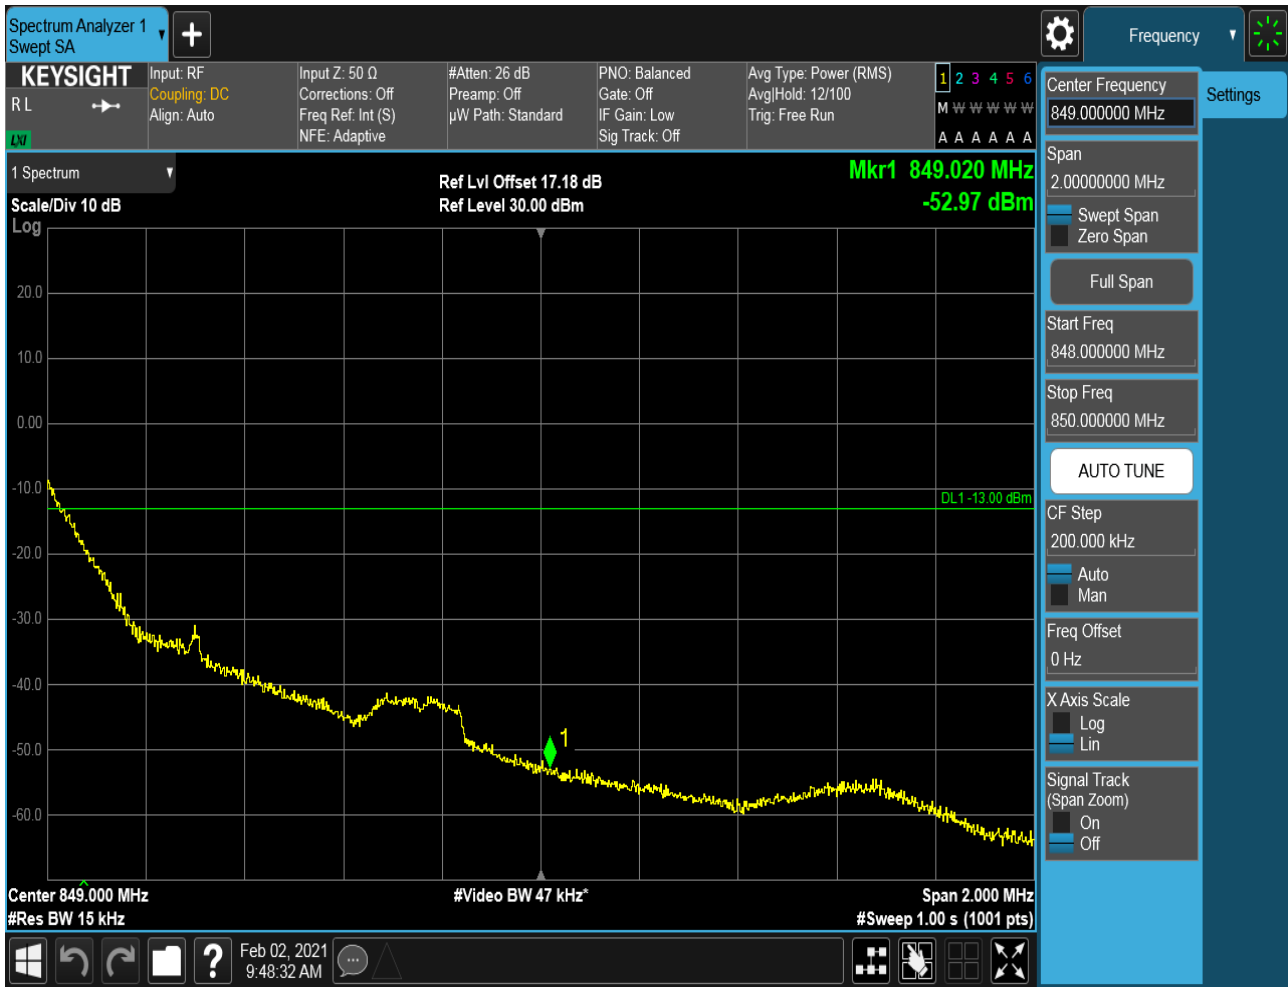 Spectrum Analyzer 1
Swept SA
Frequency
KEYSIGHT
R L
LXI
Input: RF
Coupling: DC
Align: Auto
Input Z: 50 Ω
Corrections: Off
Freq Ref: Int (S)
NFE: Adaptive
#Atten: 26 dB
Preamp: Off
µW Path: Standard
PNO: Balanced
Gate: Off
IF Gain: Low
Sig Track: Off
Avg Type: Power (RMS)
Avg|Hold: 12/100
Trig: Free Run
1 2 3 4 5 6
M W W W W W
A A A A A A
1 Spectrum
Scale/Div 10 dB
Log
Ref Lvl Offset 17.18 dB
Ref Level 30.00 dBm
Mkr1 849.020 MHz
-52.97 dBm
20.0
10.0
0.00
-10.0
-20.0
-30.0
-40.0
-50.0
-60.0
DL1 -13.00 dBm
1
Center 849.000 MHz
#Res BW 15 kHz
#Video BW 47 kHz*
Span 2.000 MHz
#Sweep 1.00 s (1001 pts)
Center Frequency
849.000000 MHz
Settings
Span
2.00000000 MHz
Swept Span
Zero Span
Full Span
Start Freq
848.000000 MHz
Stop Freq
850.000000 MHz
AUTO TUNE
CF Step
200.000 kHz
Auto
Man
Freq Offset
0 Hz
X Axis Scale
Log
Lin
Signal Track
(Span Zoom)
On
Off
?
Feb 02, 2021
9:48:32 AM